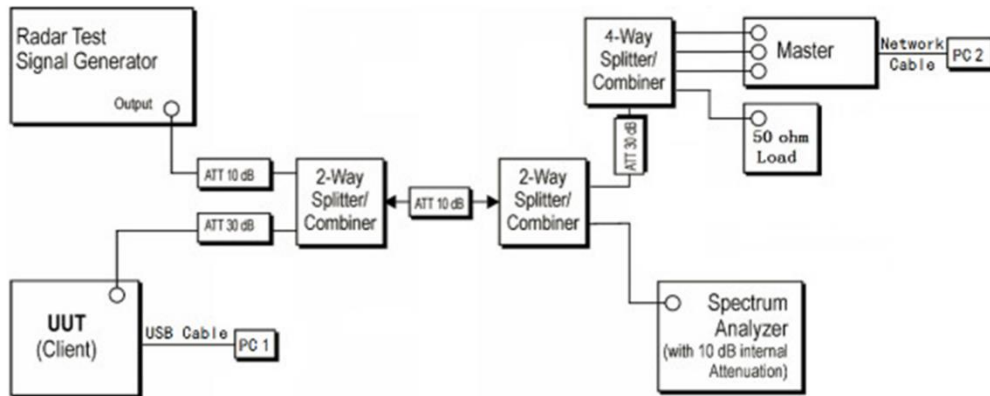 Radar Test
Signal Generator
Output
ATT 10 dB
2-Way
Splitter/
Combiner
ATT 30 dB
UUT
(Client)
USB Cable
PC 1
ATT 10 dB
2-Way
Splitter/
Combiner
ATT 30 dB
4-Way
Splitter/
Combiner
Master
Network
Cable
PC 2
50 ohm
Load
Spectrum
Analyzer
(with 10 dB internal
Attenuation)